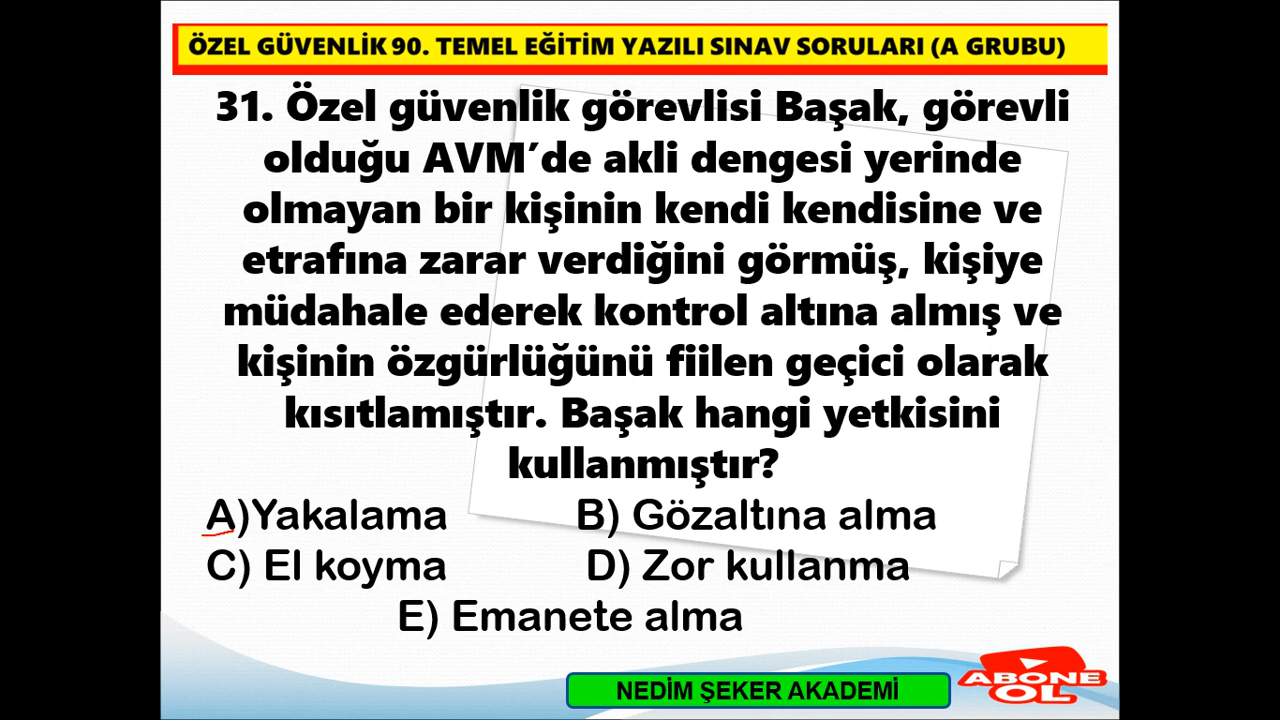 ÖZEL GÜVENLİK 90. TEMEL EĞİTİM YAZILI SINAV SORULARI (A GRUBU)
31. Özel güvenlik görevlisi Başak, görevli
olduğu AVM’de akli dengesi yerinde
olmayan bir kişinin kendi kendisine ve
etrafına zarar verdiğini görmüş, kişiye
müdahale ederek kontrol altına almış ve
kişinin özgürlüğünü fiilen geçici olarak
kısıtlamıştır. Başak hangi yetkisini
kullanmıştır?
A)Yakalama B) Gözaltına alma
C) El koyma D) Zor kullanma
E) Emanete alma
NEDİM ŞEKER AKADEMİ
ABONE
OL